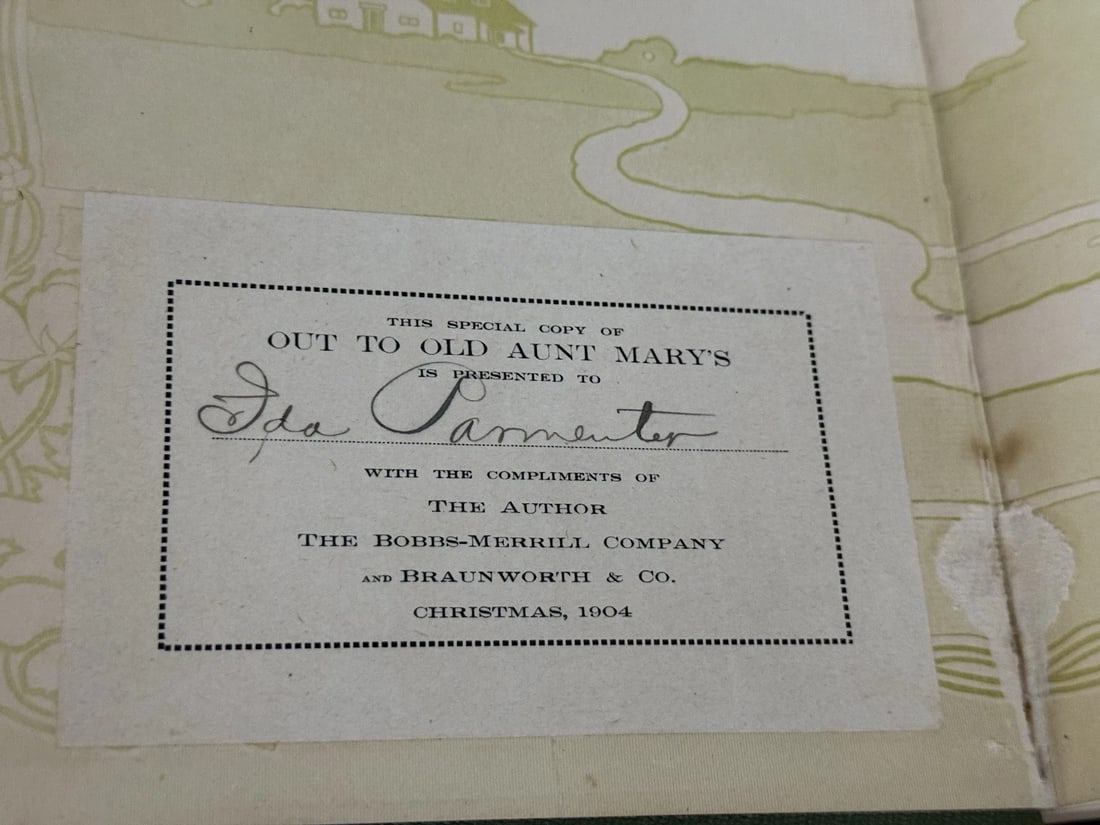 THIS SPECIAL COPY OF
OUT TO OLD AUNT MARY'S
IS PRESENTED TO
Ida Parmenter
WITH THE COMPLIMENTS OF
THE AUTHOR
THE BOBBS-MERRILL COMPANY
AND BRAUNWORTH & CO.
CHRISTMAS, 1904